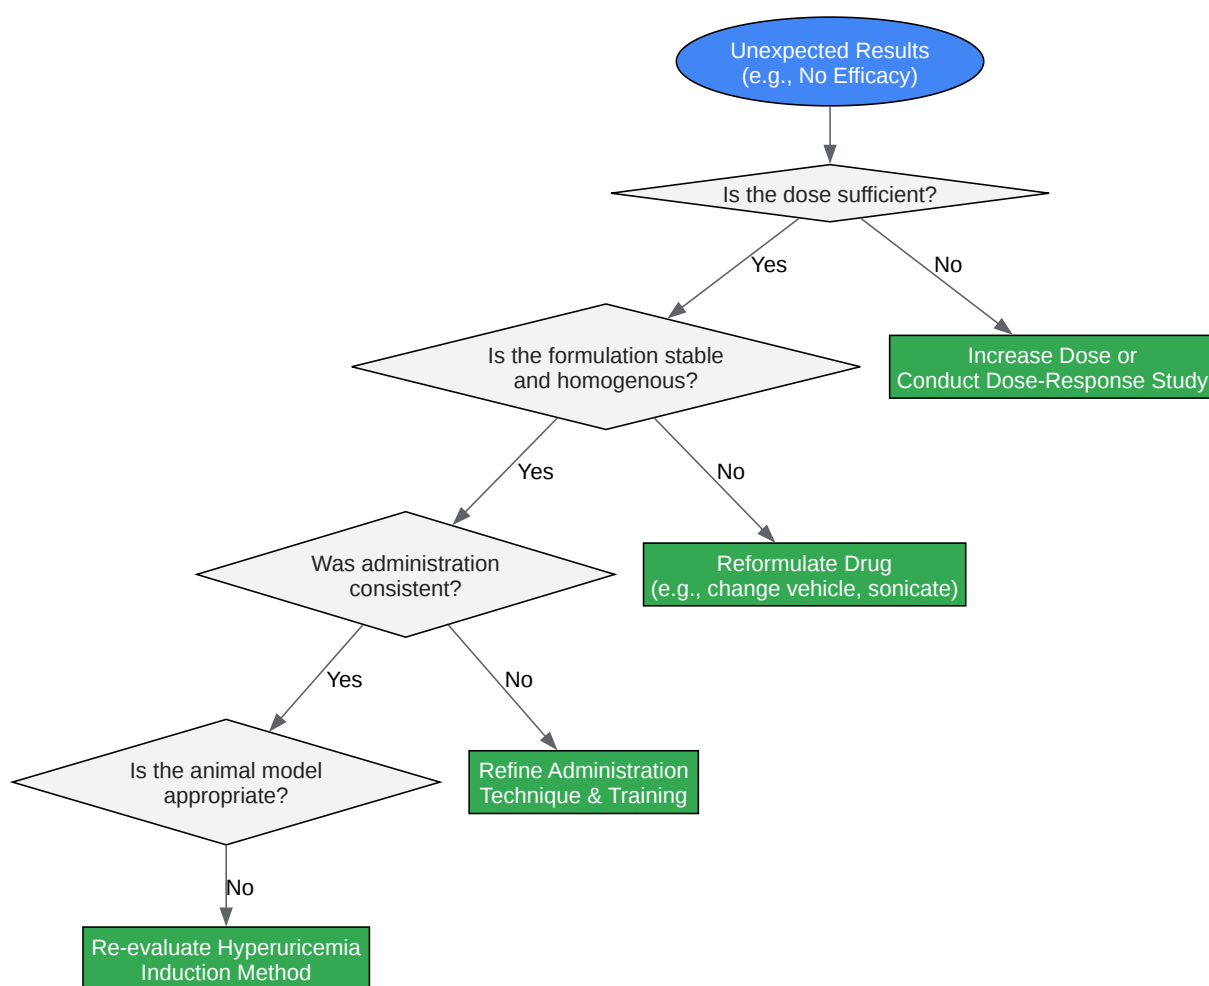 Unexpected Results
(e.g., No Efficacy)
Is the dose sufficient?
Yes
No
Is the formulation stable
and homogenous?
Increase Dose or
Conduct Dose-Response Study
Yes
No
Was administration
consistent?
Reformulate Drug
(e.g., change vehicle, sonicate)
Yes
No
Is the animal model
appropriate?
Refine Administration
Technique & Training
No
Re-evaluate Hyperuricemia
Induction Method